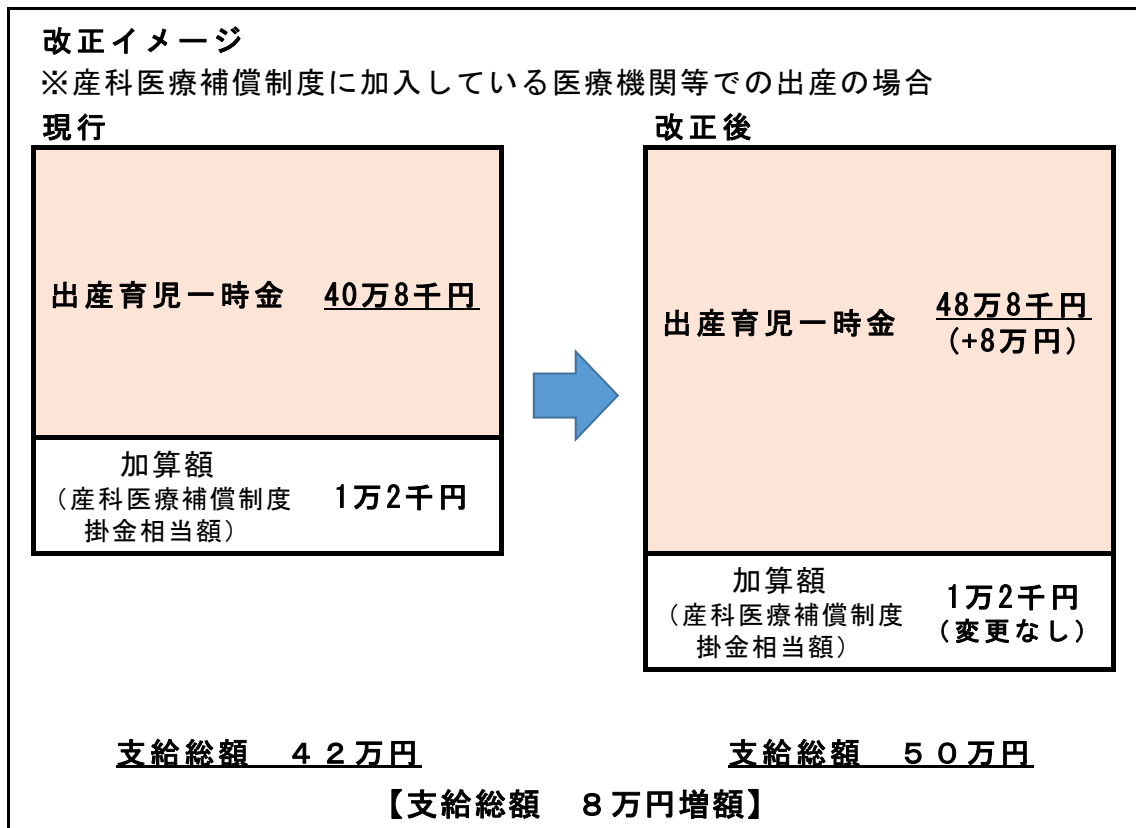 改正イメージ
※産科医療補償制度に加入している医療機関等での出産の場合
現行
出産育児一時金 40万8千円
加算額
（産科医療補償制度
掛金相当額）
1万2千円
支給総額 ４２万円
改正後
出産育児一時金
48万8千円
(+8万円)
加算額
（産科医療補償制度
掛金相当額）
1万2千円
（変更なし）
支給総額 ５０万円
【支給総額 ８万円増額】